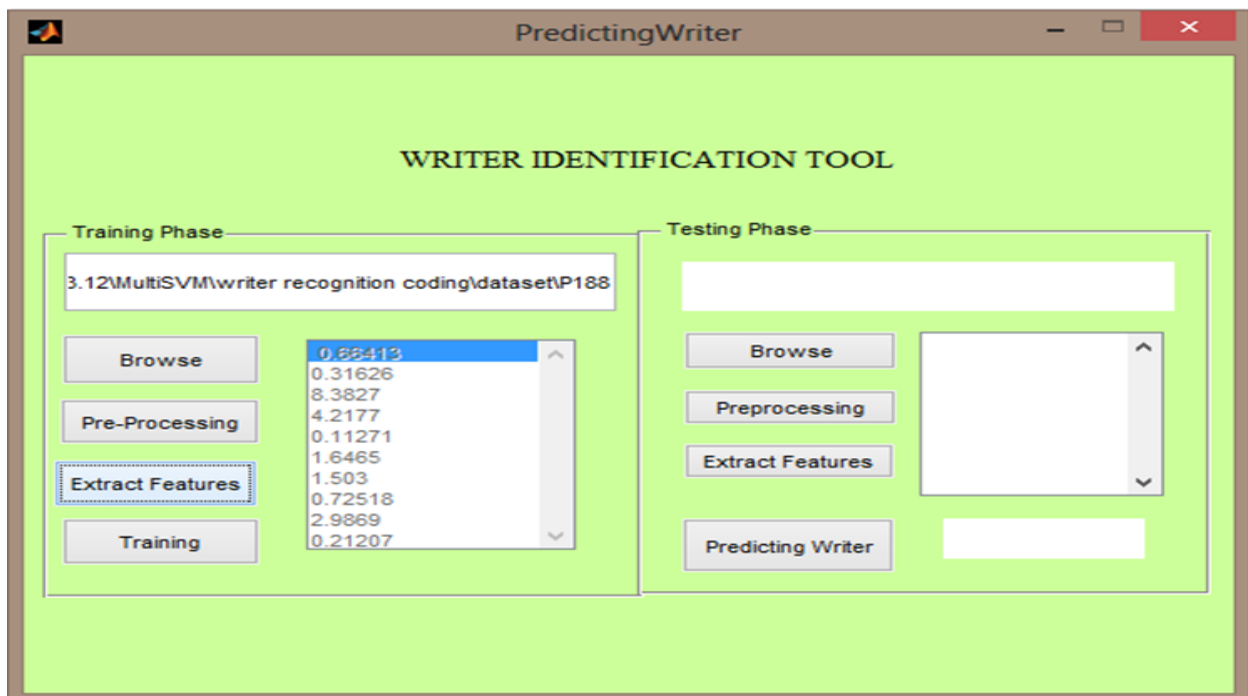 PredictingWriter
WRITER IDENTIFICATION TOOL
Training Phase
3.12\MultiSVM\writer recognition coding\dataset\P188
Browse
Pre-Processing
Extract Features
Training
0.66413
0.31626
8.3827
4.2177
0.11271
1.6465
1.503
0.72518
2.9869
0.21207
Testing Phase
Browse
Preprocessing
Extract Features
Predicting Writer